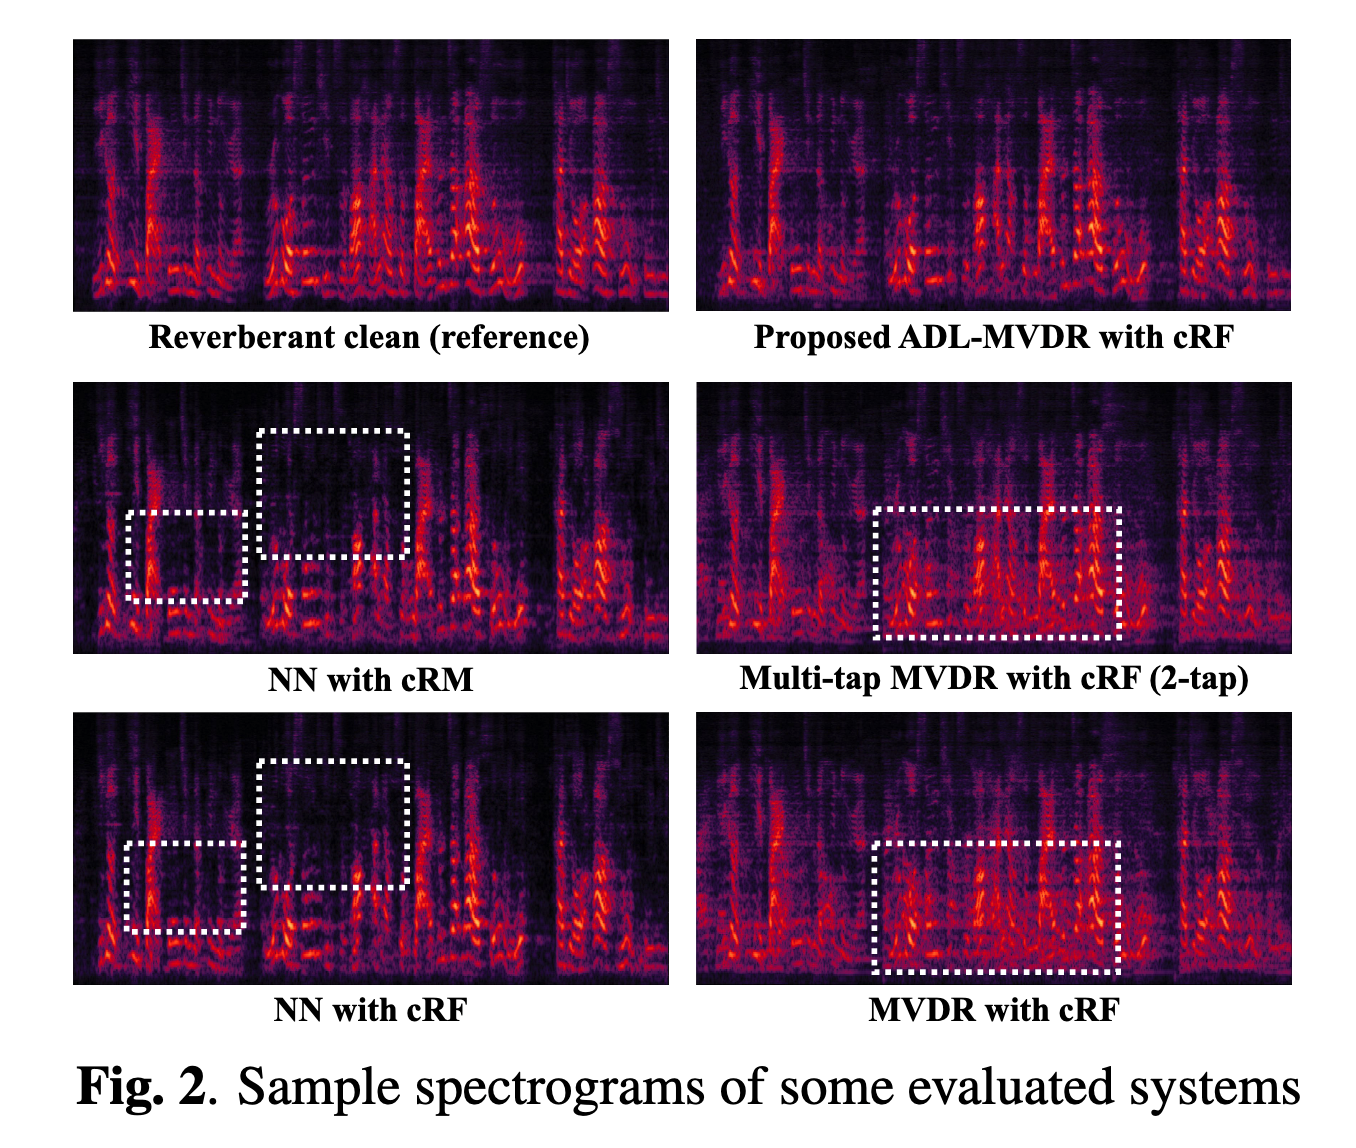 Reverberant clean (reference)
Proposed ADL-MVDR with cRF
NN with cRM
Multi-tap MVDR with cRF (2-tap)
NN with cRF
MVDR with cRF
Fig. 2. Sample spectrograms of some evaluated systems